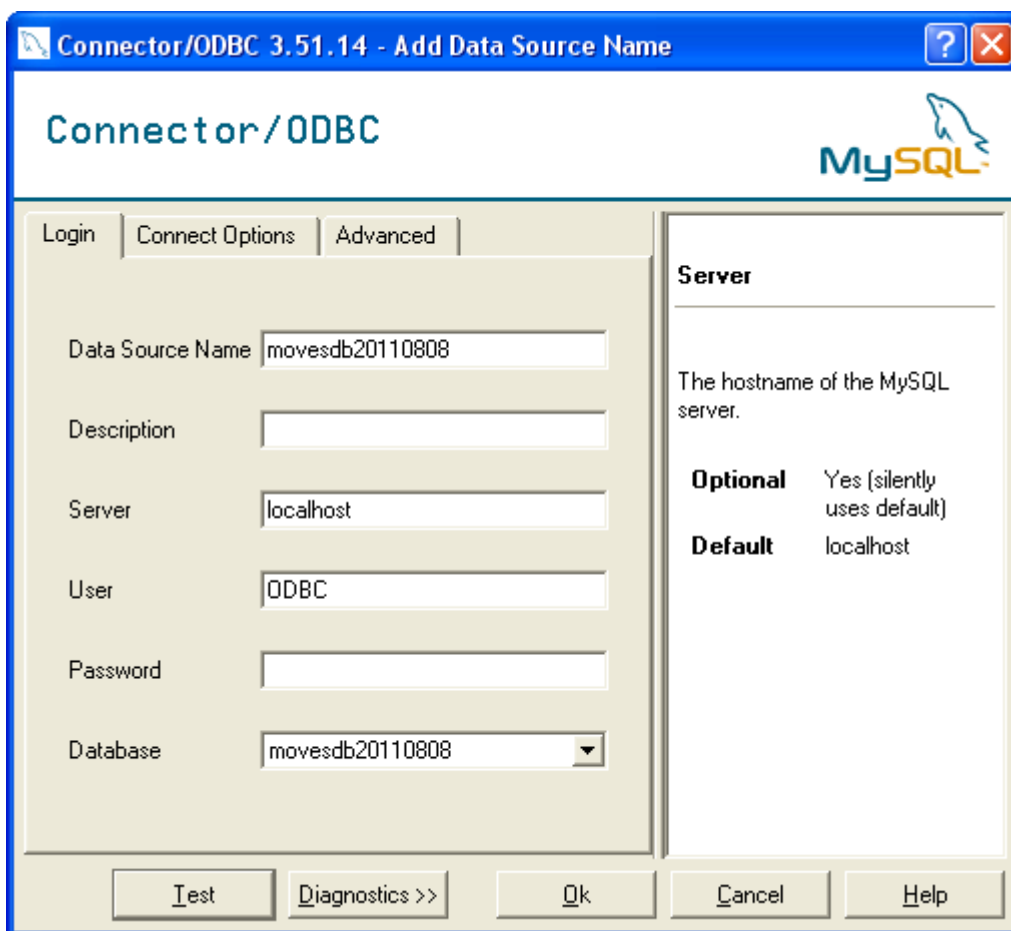 Connector/ODBC 3.51.14 - Add Data Source Name
Connector/ODBC
MySQL
Login Connect Options Advanced
Data Source Name movesdb20110808
Description
Server localhost
User ODBC
Password
Database movesdb20110808
Server
The hostname of the MySQL
server.
Optional Yes (silently
uses default)
Default localhost
Test Diagnostics >> Ok Cancel Help